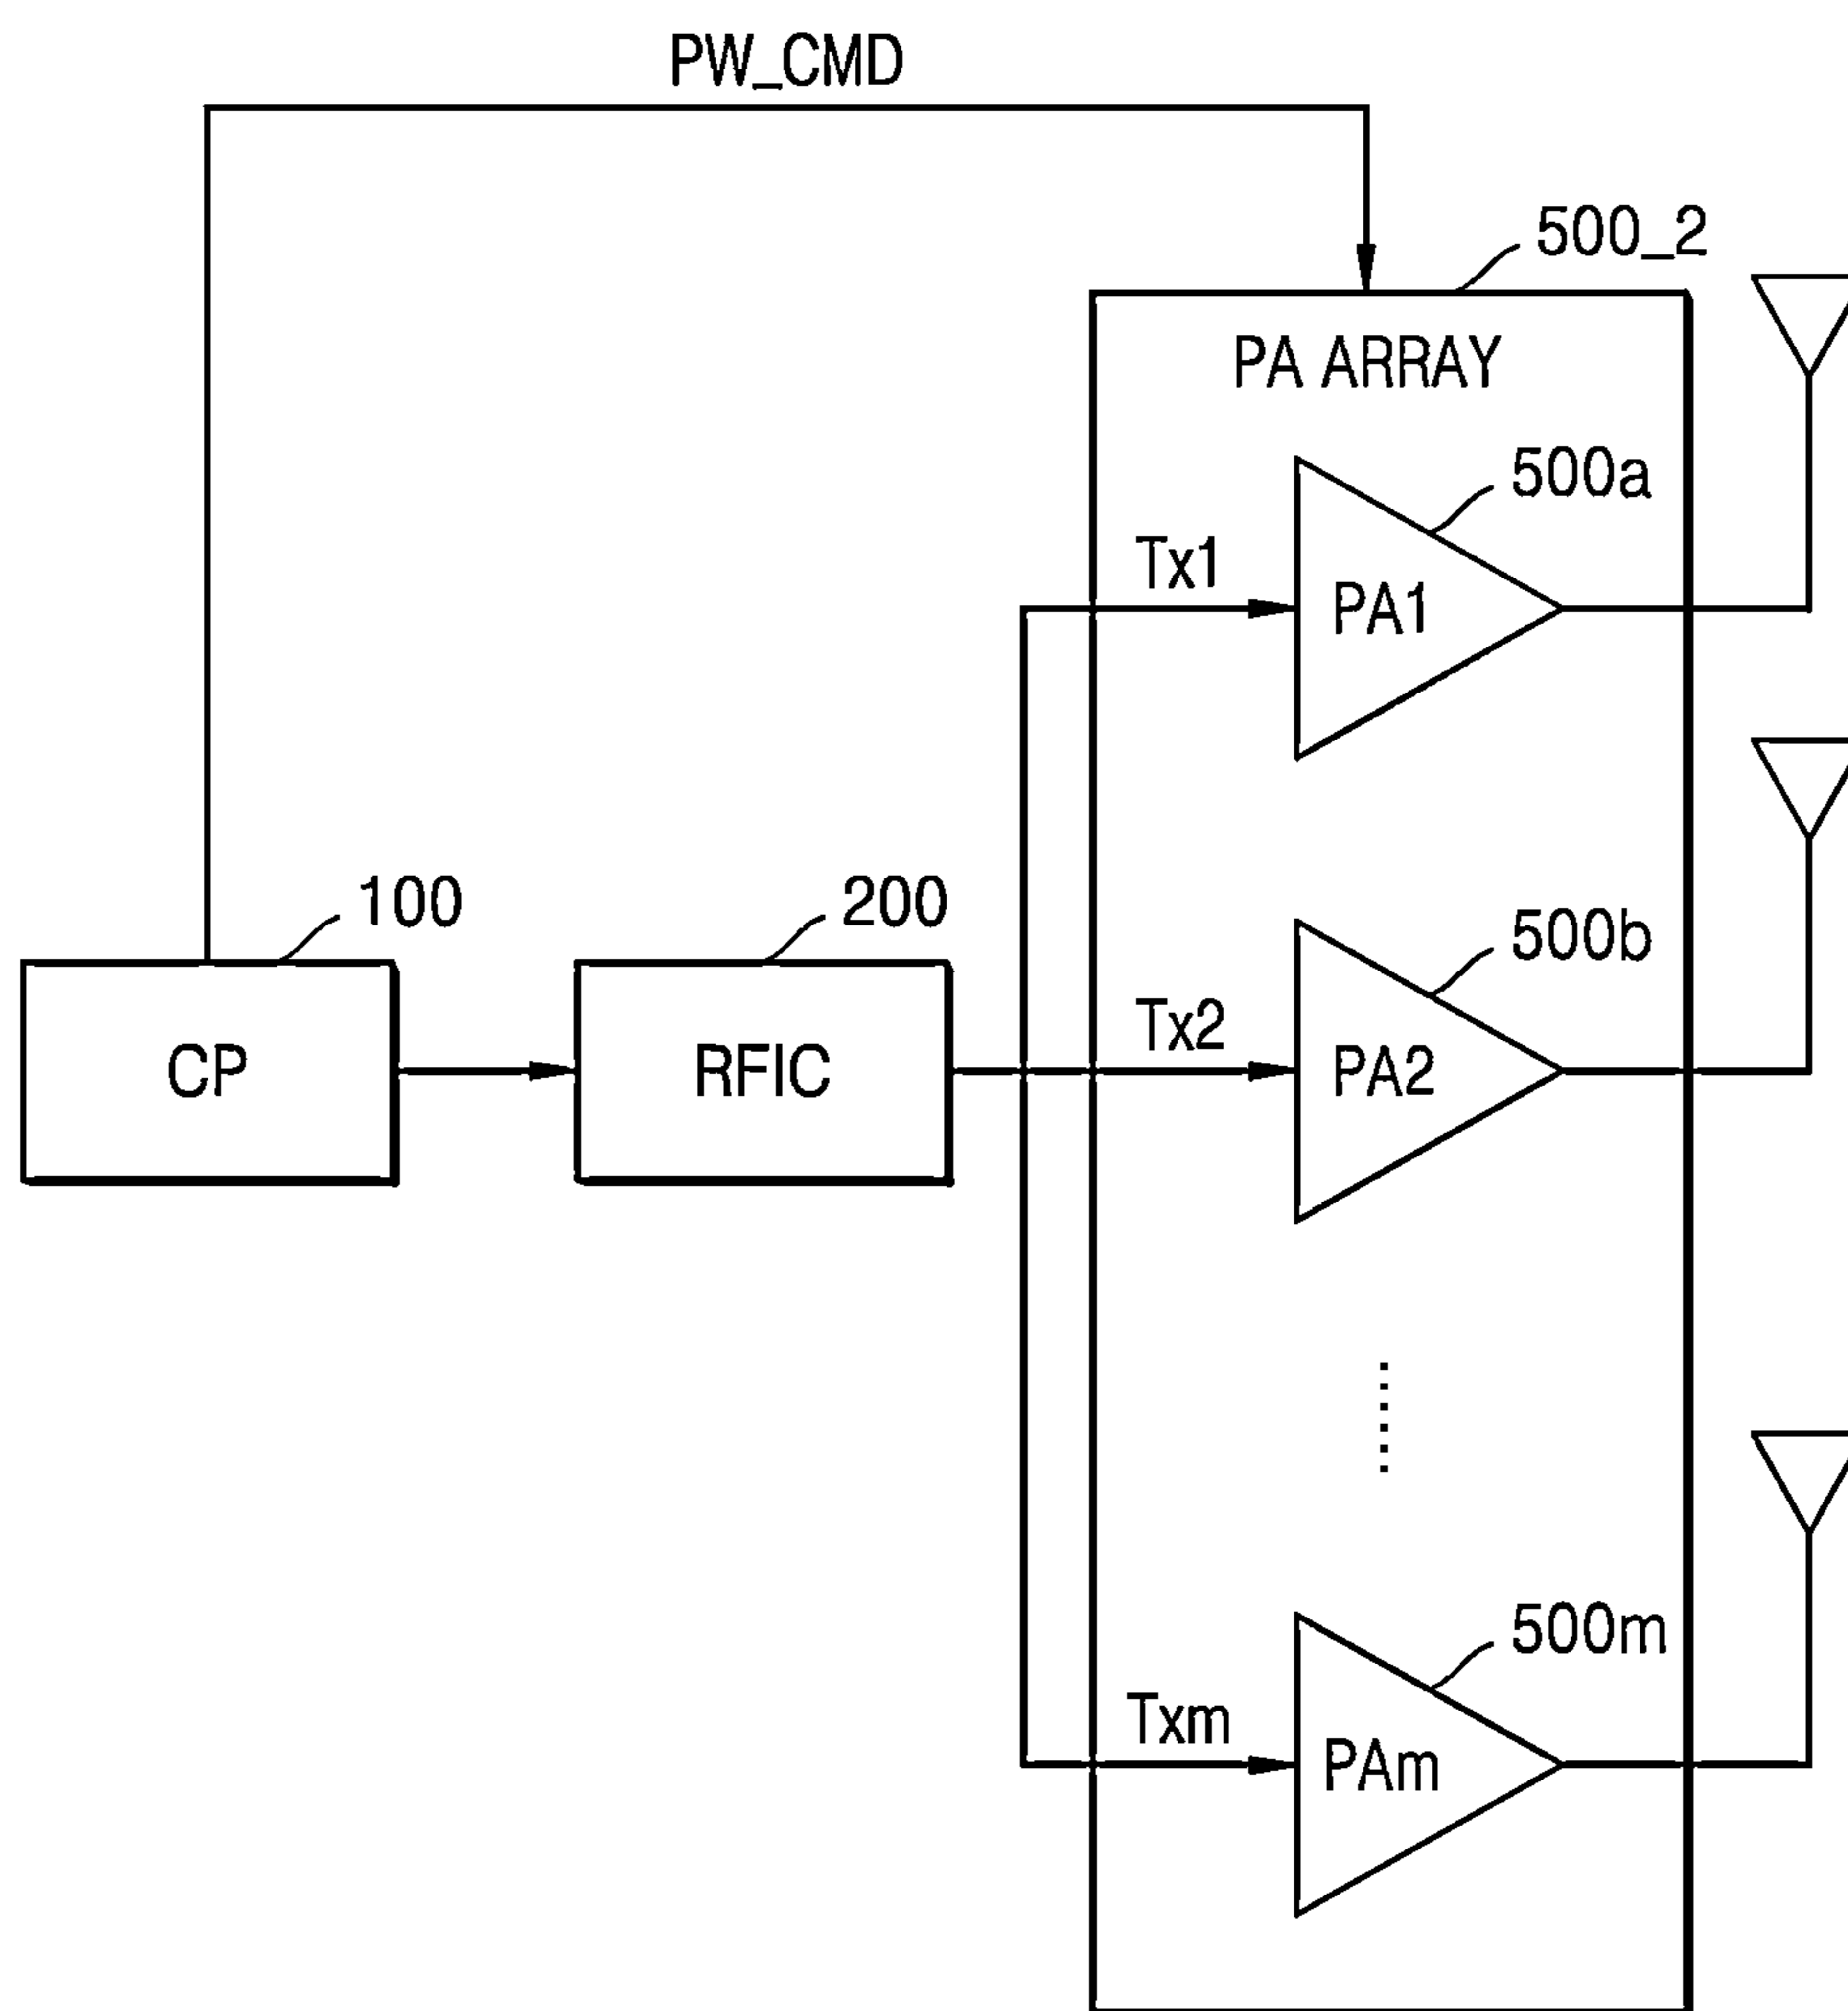 PW_CMD
500_2
PA ARRAY
500a
Tx1
PA1
100
200
500b
CP
RFIC
Tx2
PA2
500m
Txm
PAm